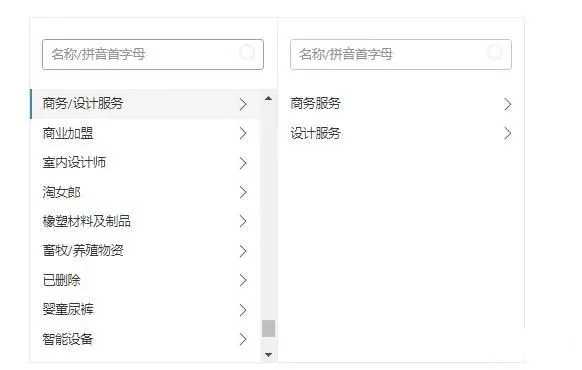 名称/拼音首字母
商务/设计服务
商业加盟
室内设计师
淘女郎
橡塑材料及制品
畜牧/养殖物资
已删除
婴童尿裤
智能设备
名称/拼音首字母
商务服务
设计服务